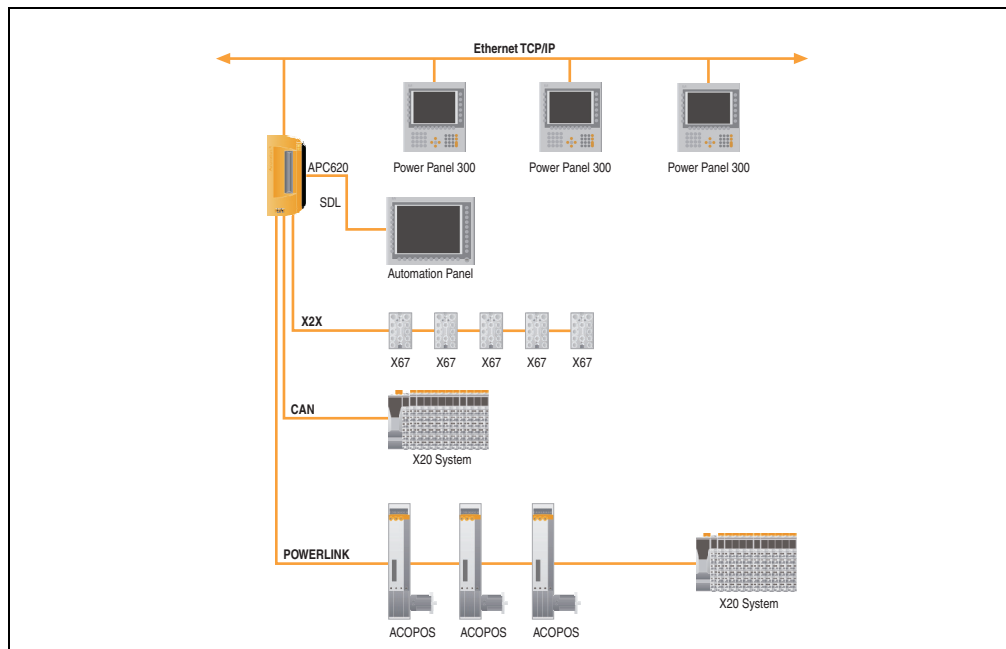 Ethernet TCP/IP
Power Panel 300
Power Panel 300
Power Panel 300
APC620
SDL
Automation Panel
X2X
X67
X67
X67
X67
X67
CAN
X20 System
POWERLINK
X20 System
ACOPOS
ACOPOS
ACOPOS